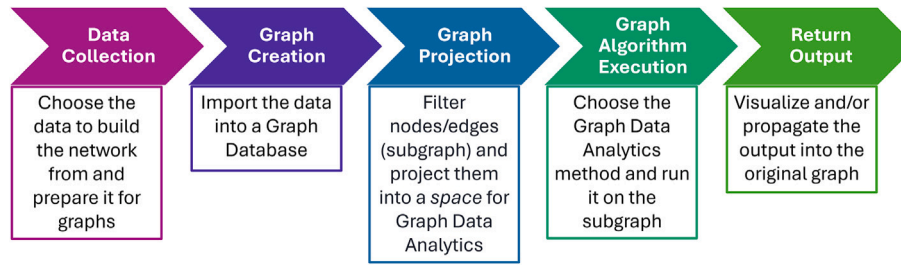 Data
Collection
Graph
Creation
Graph
Projection
Graph
Algorithm
Execution
Return
Output
Choose the
data to build
the network
from and
prepare it for
graphs
Import the data
into a Graph
Database
Filter
nodes/edges
(subgraph) and
project them
into a space for
Graph Data
Analytics
Choose the
Graph Data
Analytics
method and run
it on the
subgraph
Visualize and/or
propagate the
output into the
original graph